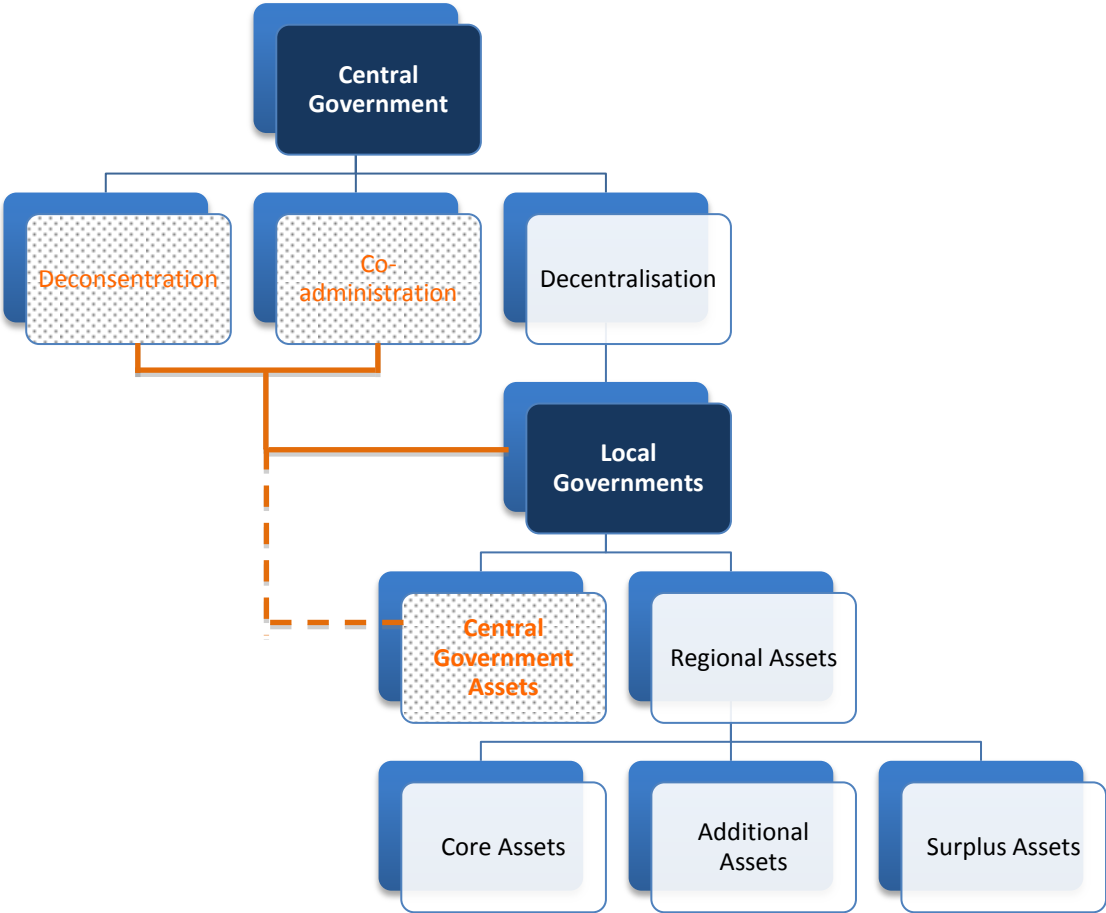 Central
Government
Deconsentration
Co-
administration
Decentralisation
Local
Governments
Central
Government
Assets
Regional Assets
Core Assets
Additional
Assets
Surplus Assets